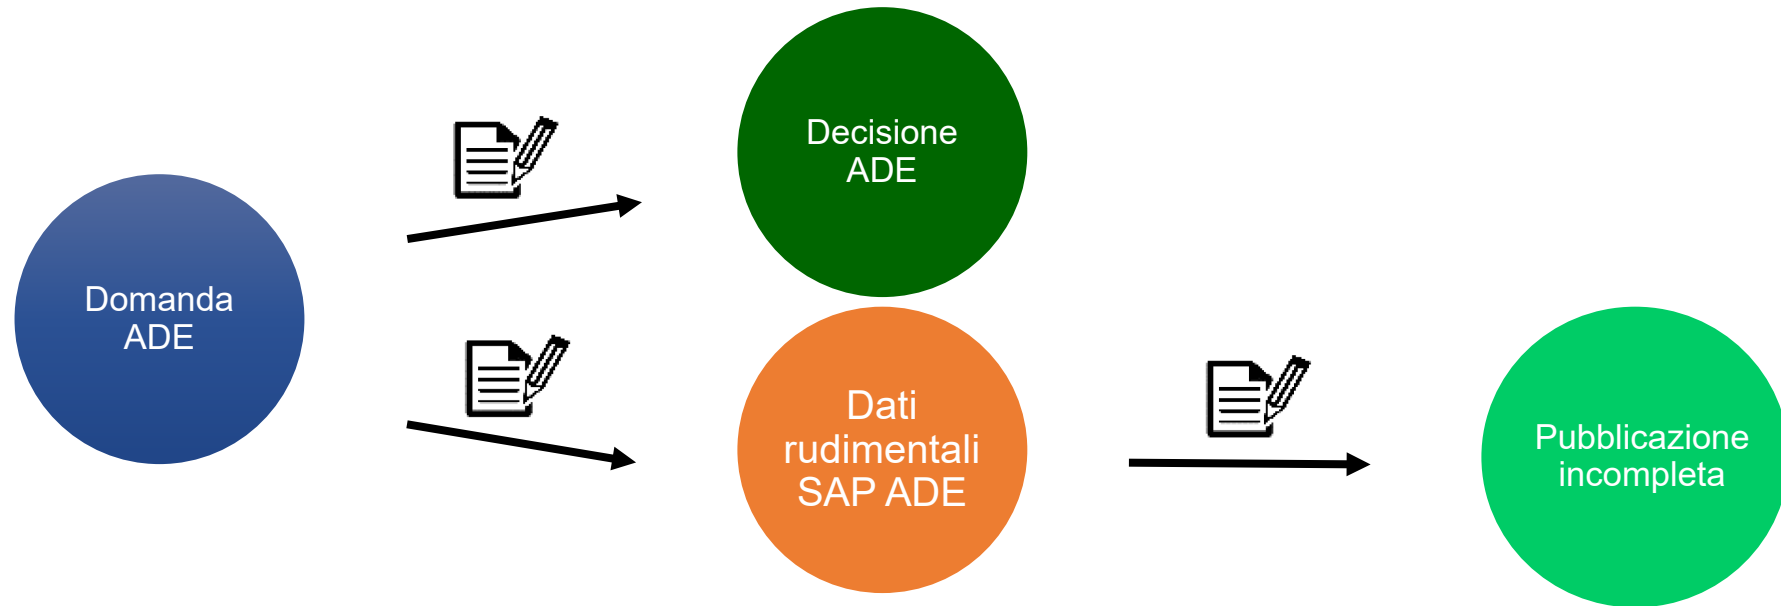 Domanda
ADE
Decisione
ADE
Dati
rudimentali
SAP ADE
Pubblicazione
incompleta